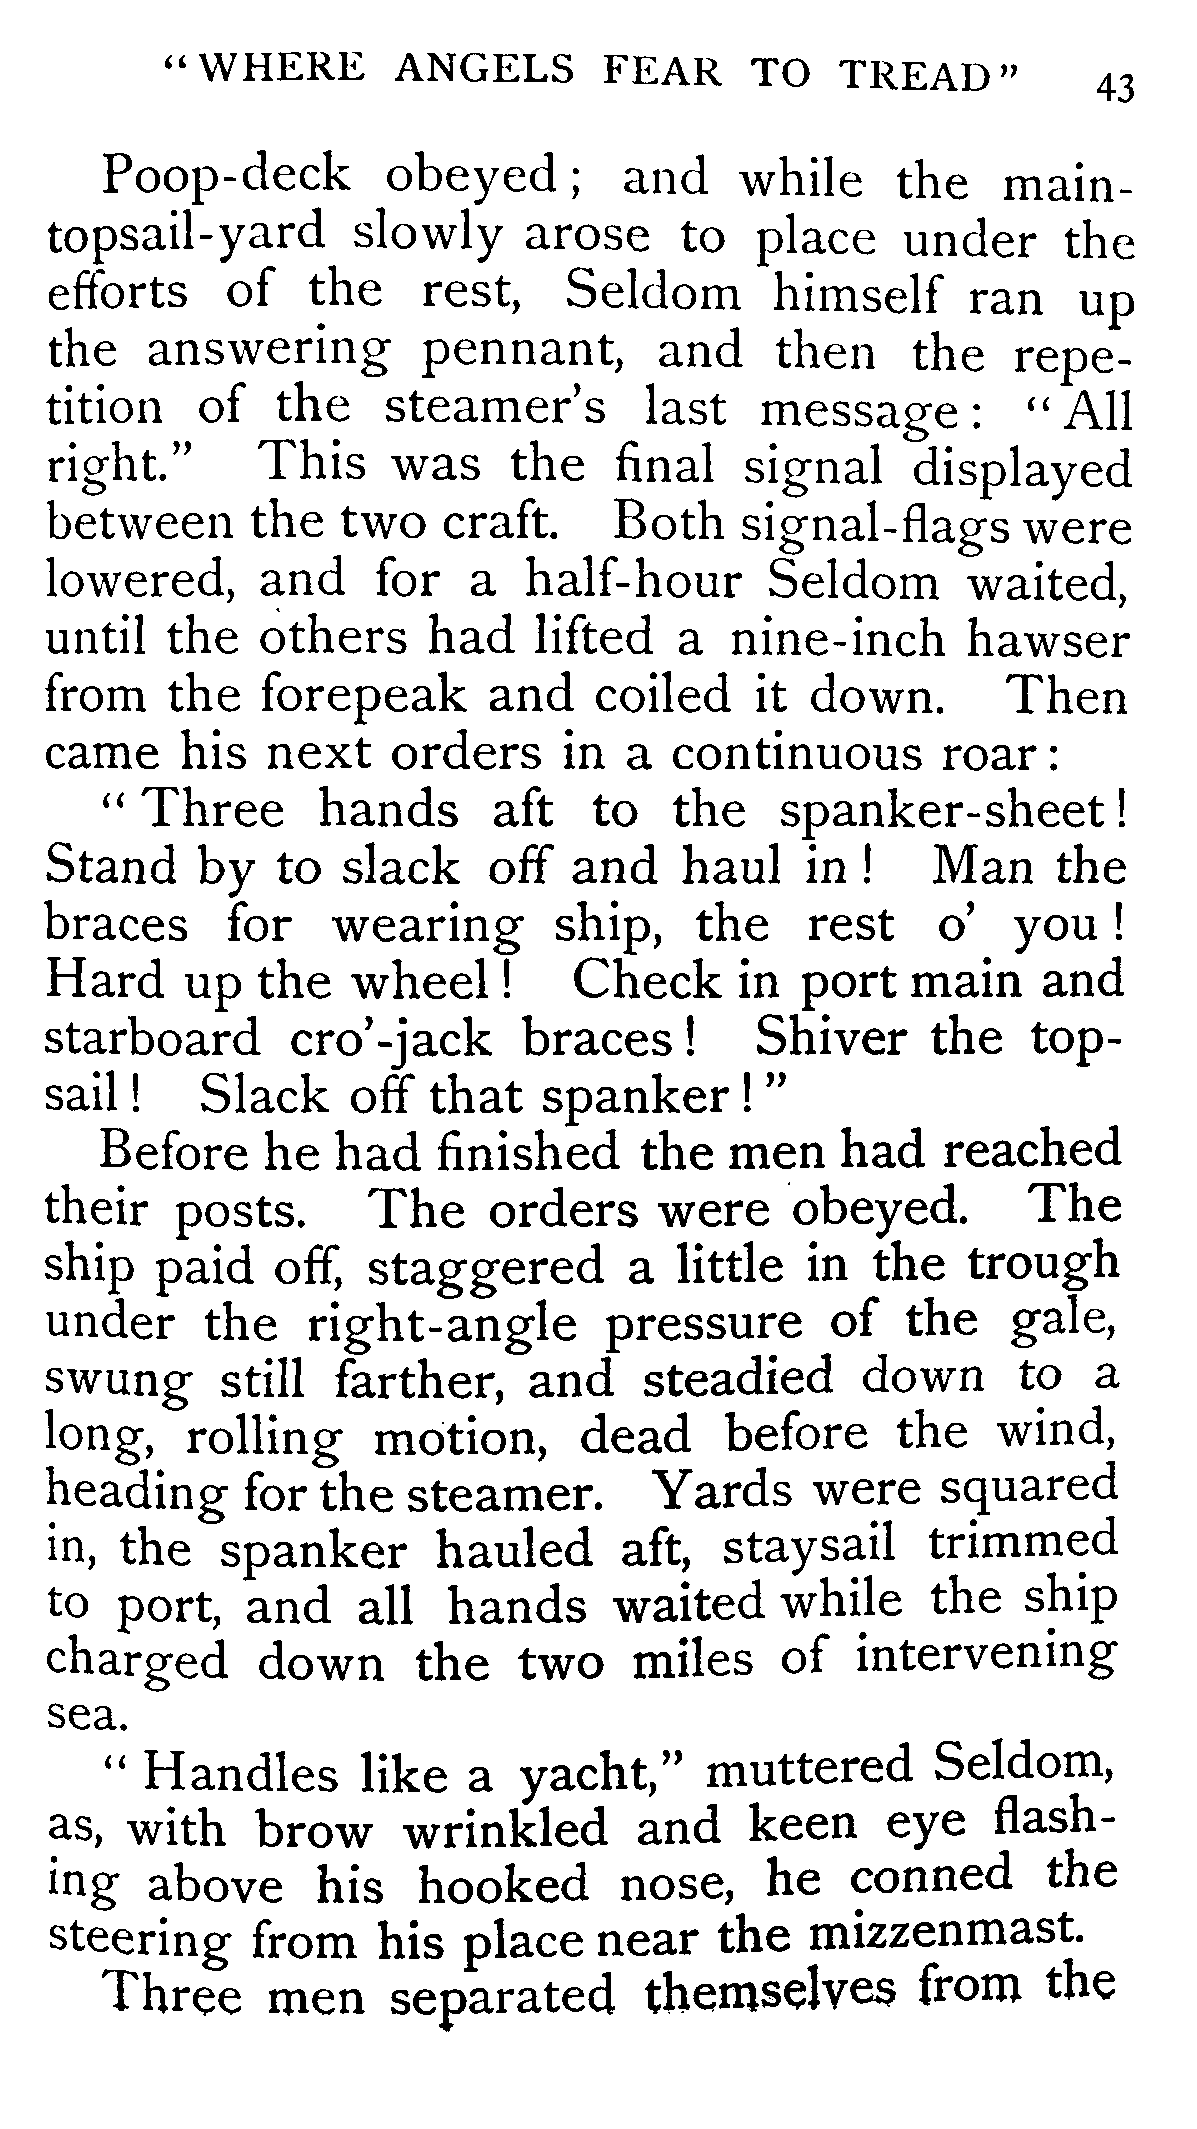 “ WHERE ANGELS FEAR TO TREAD ” 43
Poop-deck obeyed ; and while the main-
topsail-yard slowly arose to place under the
efforts of the rest, Seldom himself ran up
the answering pennant, and then the repe-
tition of the steamer’s last message : “ All
right.” This was the final signal displayed
between the two craft. Both signal-flags were
lowered, and for a half-hour Seldom waited,
until the others had lifted a nine-inch hawser
from the forepeak and coiled it down. Then
came his next orders in a continuous roar :
“ Three hands aft to the spanker-sheet !
Stand by to slack off and haul in ! Man the
braces for wearing ship, the rest o’ you !
Hard up the wheel ! Check in port main and
starboard cro’-jack braces ! Shiver the top-
sail ! Slack off that spanker ! ”
Before he had finished the men had reached
their posts. The orders were obeyed. The
ship paid off, staggered a little in the trough
under the right-angle pressure of the gale,
swung still farther, and steadied down to a
long, rolling motion, dead before the wind,
heading for the steamer. Yards were squared
in, the spanker hauled aft, staysail trimmed
to port, and all hands waited while the ship
charged down the two miles of intervening
sea.
“ Handles like a yacht,” muttered Seldom,
as, with brow wrinkled and keen eye flash-
ing above his hooked nose, he conned the
steering from his place near the mizzenmast.
Three men separated themselves from the